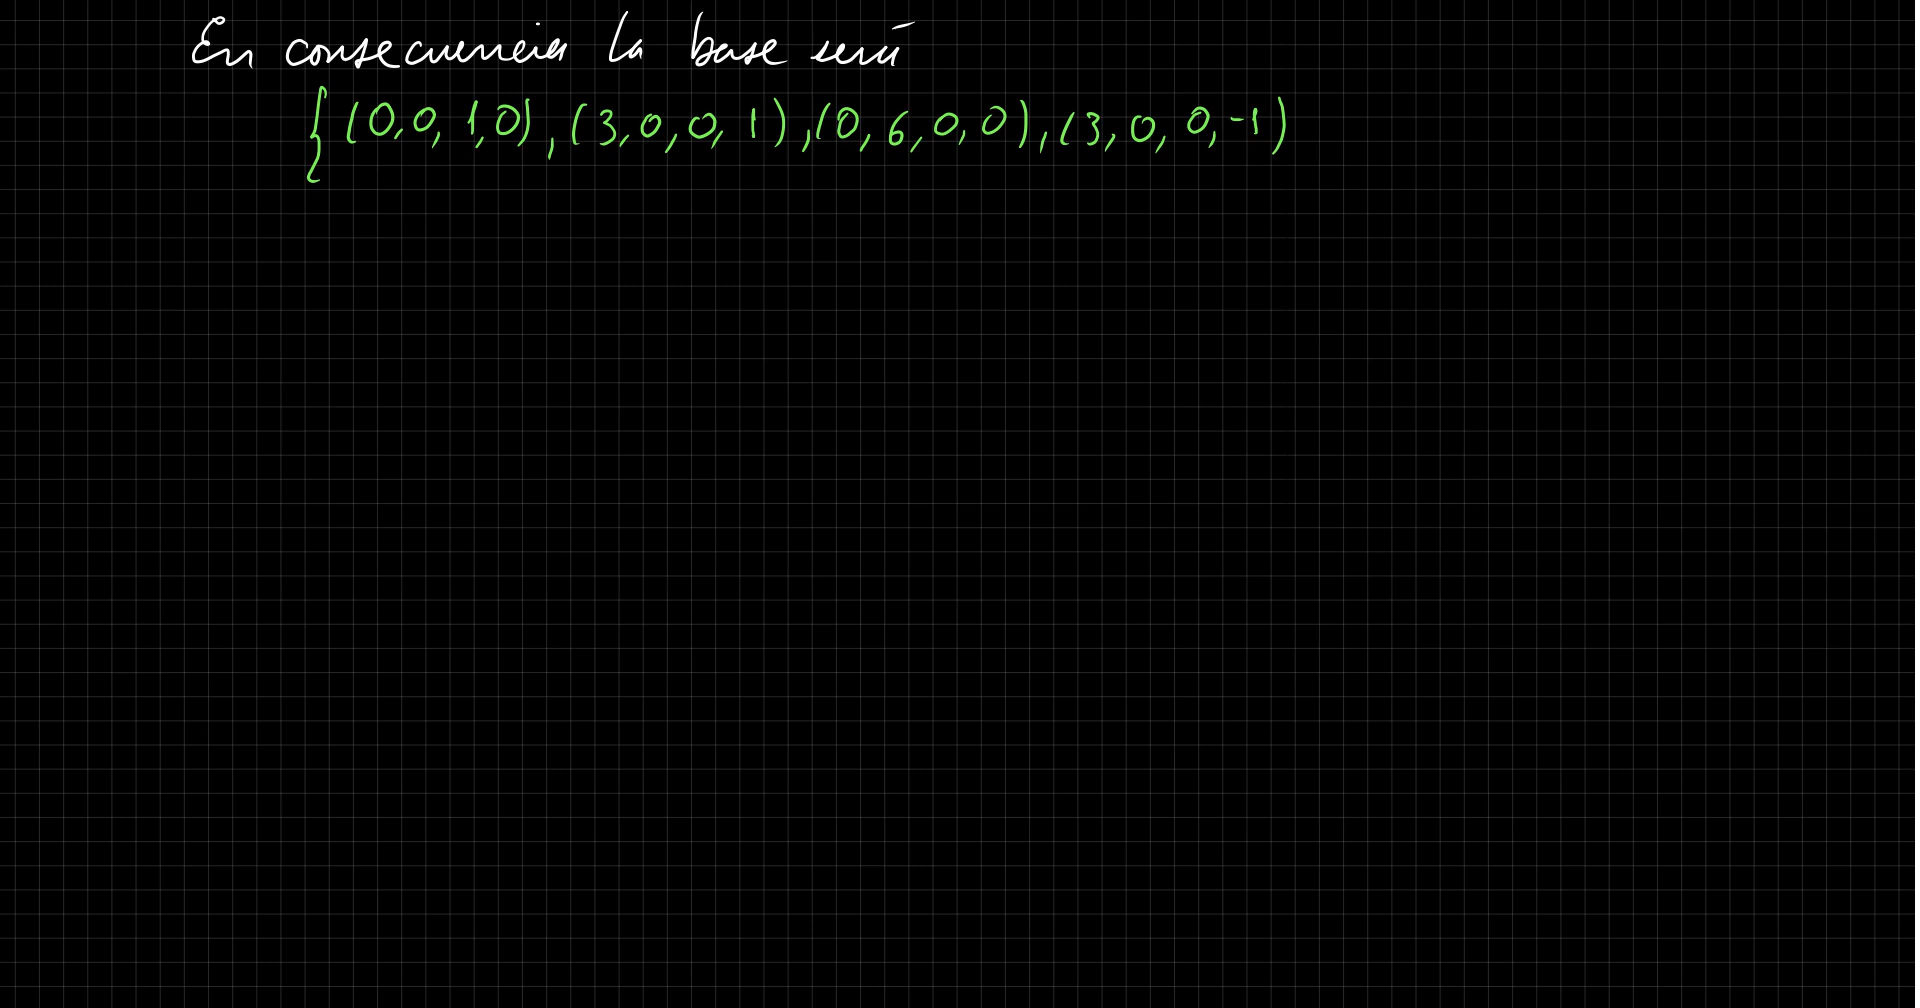 En consecuencia la base será
{ (0,0,1,0), (3,0,0,1), (0,6,0,0), (3,0,0,-1)